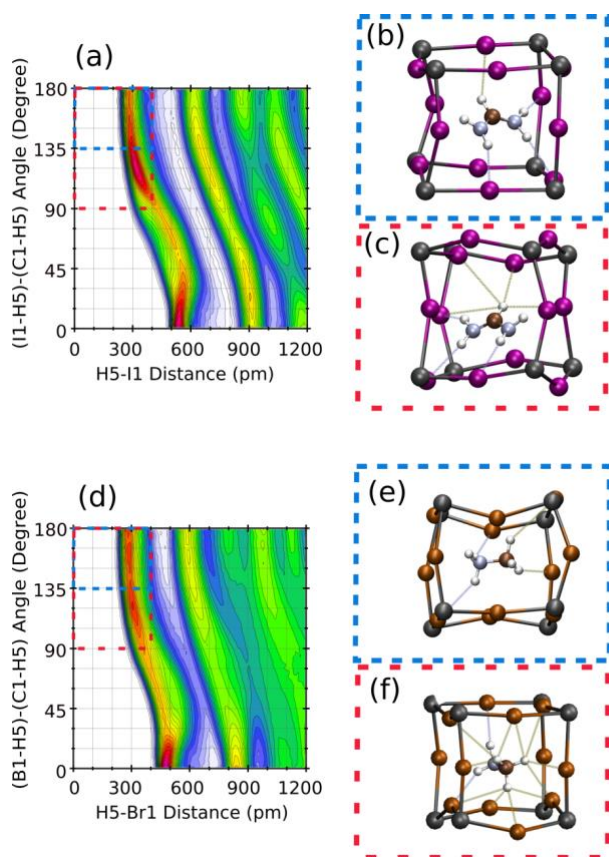 (a)
(I1-H5)-(C1-H5) Angle (Degree)
180
135
90
45
0
0 300 600 900 1200
H5-I1 Distance (pm)
(b)
(c)
(d)
(B1-H5)-(C1-H5) Angle (Degree)
180
135
90
45
0
0 300 600 900 1200
H5-Br1 Distance (pm)
(e)
(f)